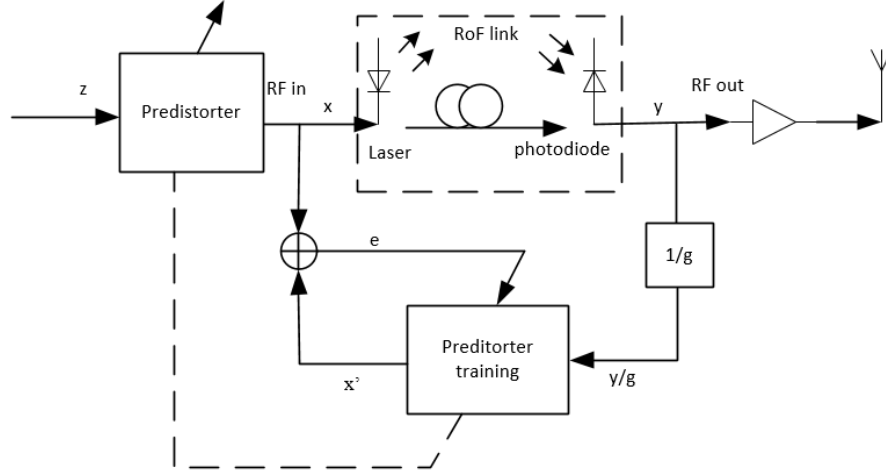 RoF link
z
RF in
RF out
Predistorter
x
y
Laser
photodiode
e
1/g
Preditorter
training
x’
y/g